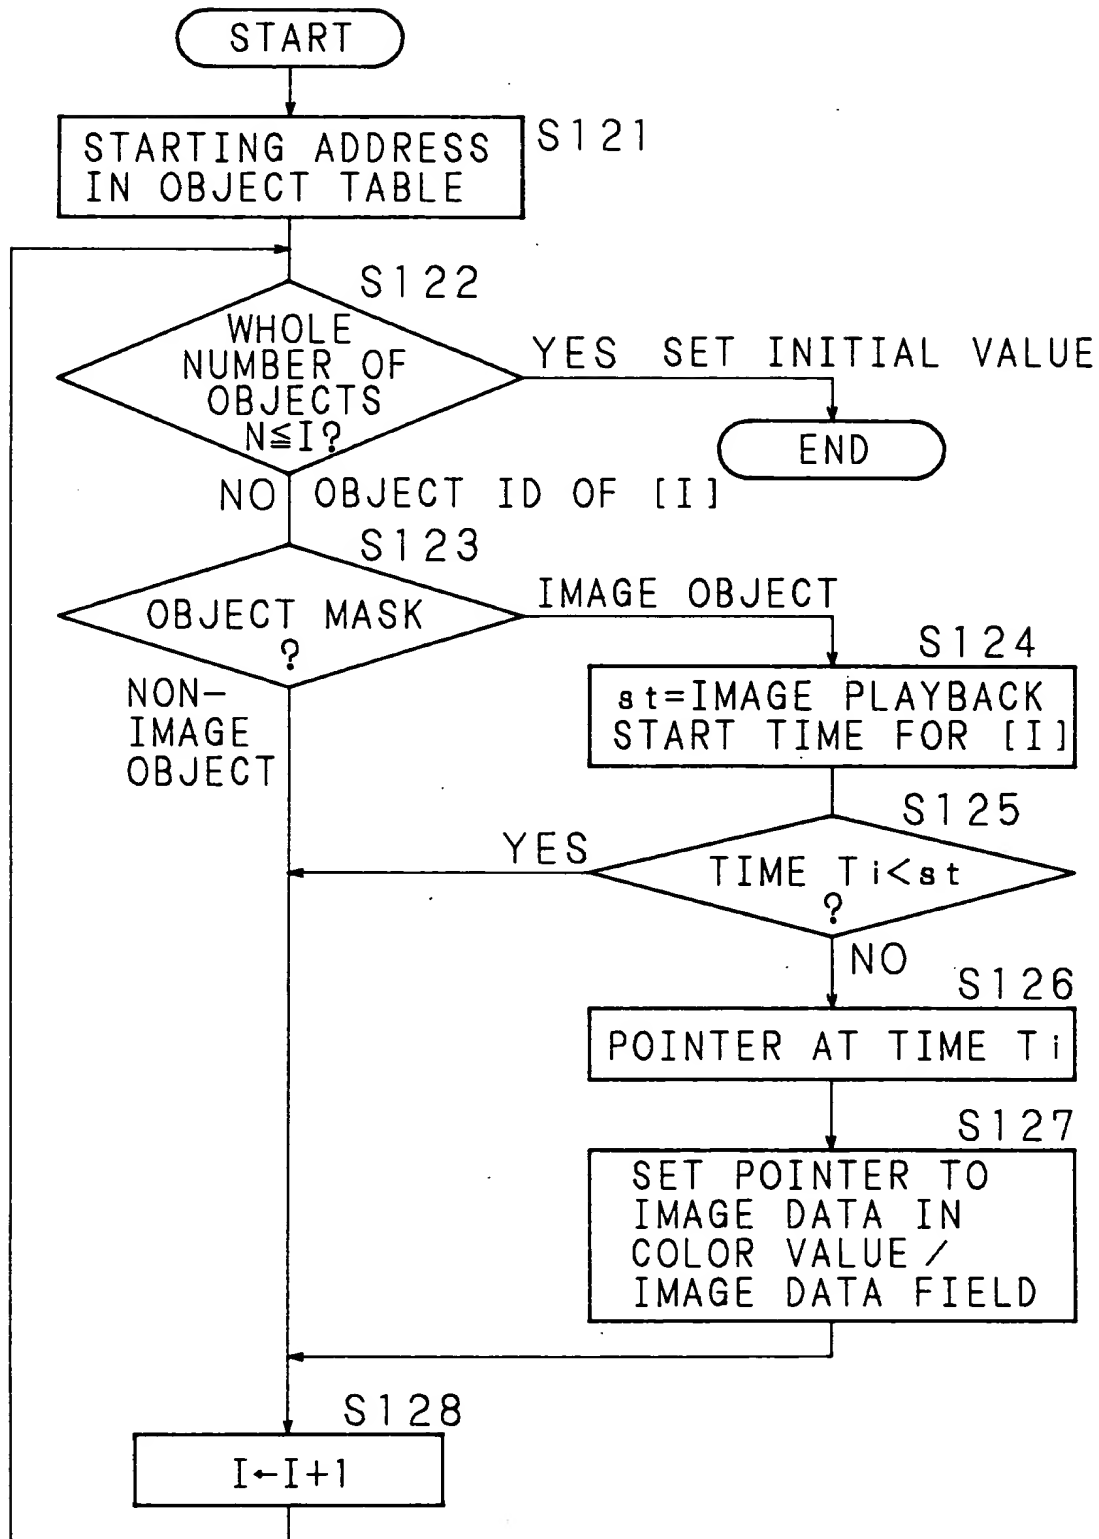 START
S121
STARTING ADDRESS
IN OBJECT TABLE
S122
WHOLE
NUMBER OF
OBJECTS
N≦I?
YES SET INITIAL VALUE
END
NO OBJECT ID OF [I]
S123
OBJECT MASK
?
IMAGE OBJECT
NON-
IMAGE
OBJECT
S124
st=IMAGE PLAYBACK
START TIME FOR [I]
S125
YES
TIME Ti<st
?
NO
S126
POINTER AT TIME Ti
S127
SET POINTER TO
IMAGE DATA IN
COLOR VALUE/
IMAGE DATA FIELD
S128
I←I+1